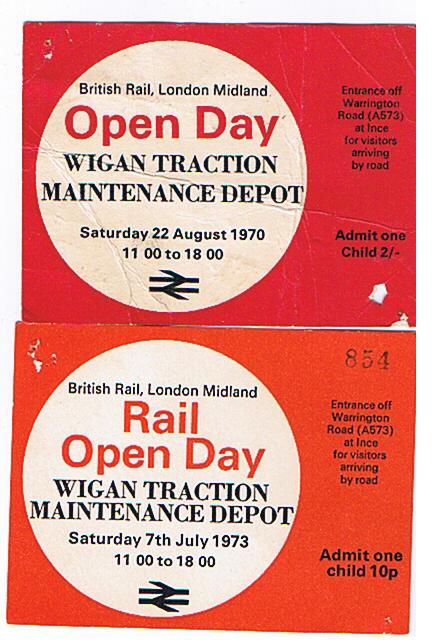 British Rail, London Midland
Open Day
WIGAN TRACTION
MAINTENANCE DEPOT
Saturday 22 August 1970
11 00 to 18 00
Entrance off
Warrington
Road (A573)
at Ince
for visitors
arriving
by road
Admit one
Child 2/-
854
British Rail, London Midland
Rail
Open Day
WIGAN TRACTION
MAINTENANCE DEPOT
Saturday 7th July 1973
11 00 to 18 00
Entrance off
Warrington
Road (A573)
at Ince
for visitors
arriving
by road
Admit one
child 10p